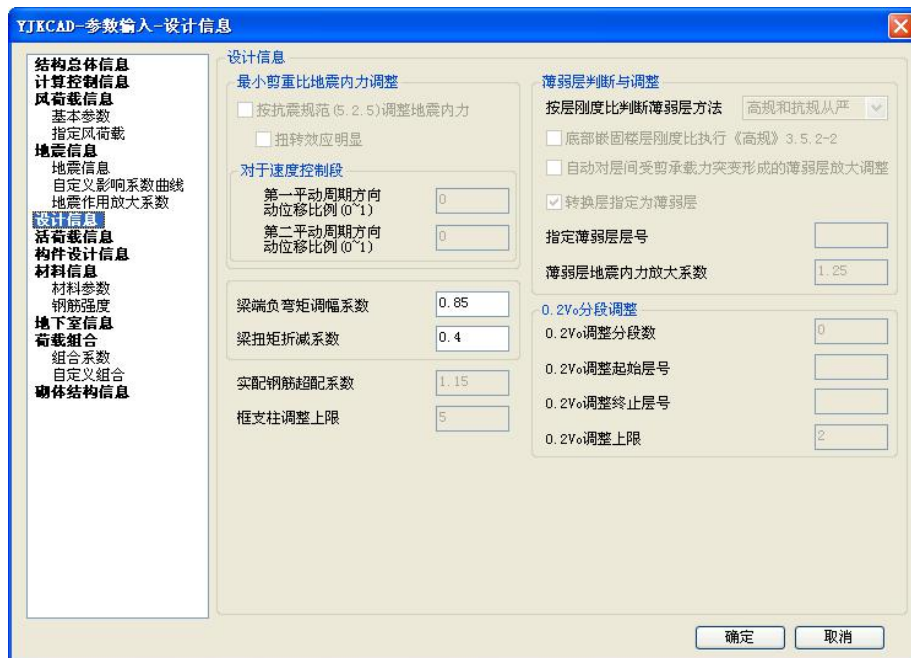 YJKCAD-参数输入-设计信息
结构总体信息
计算控制信息
风荷载信息
基本参数
指定风荷载
地震信息
地震信息
自定义影响系数曲线
地震作用放大系数
设计信息
活荷载信息
构件设计信息
材料信息
材料参数
钢筋强度
地下室信息
荷载组合
组合系数
自定义组合
砌体结构信息
设计信息
最小剪重比地震内力调整
按抗震规范(5.2.5)调整地震内力
扭转效应明显
对于速度控制段
第一平动周期方向
动位移比例(0~1)
0
第二平动周期方向
动位移比例(0~1)
0
梁端负弯矩调幅系数
0.85
梁扭矩折减系数
0.4
实配钢筋超配系数
1.15
框支柱调整上限
5
薄弱层判断与调整
按层刚度比判断薄弱层方法
高规和抗规从严
底部嵌固楼层刚度比执行《高规》3.5.2-2
自动对层间受剪承载力突变形成的薄弱层放大调整
转换层指定为薄弱层
指定薄弱层层号
薄弱层地震内力放大系数
1.25
0.2V₀分段调整
0.2V₀调整分段数
0
0.2V₀调整起始层号
0.2V₀调整终止层号
0.2V₀调整上限
2
确定
取消